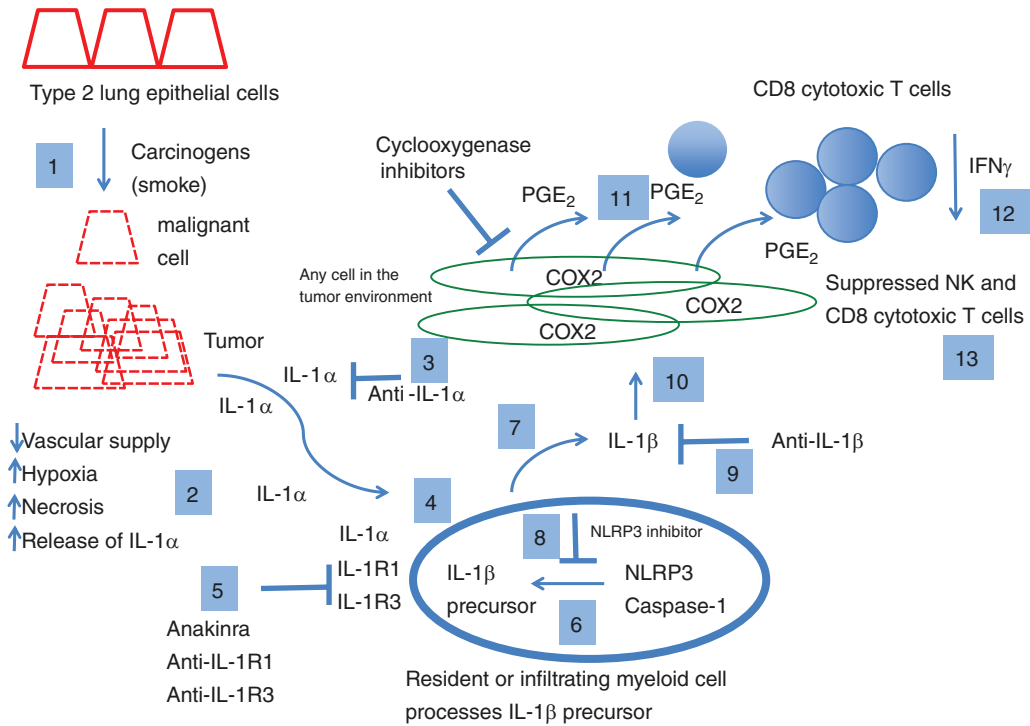 Type 2 lung epithelial cells
1
Carcinogens
(smoke)
malignant
cell
Tumor
IL-1α
↓Vascular supply
↑Hypoxia
↑Necrosis
↑Release of IL-1α
2
IL-1α
IL-1α
Anti-IL-1α
3
4
IL-1α
IL-1R1
IL-1R3
5
Anakinra
Anti-IL-1R1
Anti-IL-1R3
IL-1β
precursor
NLRP3
Caspase-1
6
8
NLRP3 inhibitor
Resident or infiltrating myeloid cell
processes IL-1β precursor
7
IL-1β
Anti-IL-1β
9
10
Any cell in the
tumor environment
COX2
COX2
COX2
Cyclooxygenase
inhibitors
PGE₂
11
PGE₂
PGE₂
CD8 cytotoxic T cells
IFNγ
12
Suppressed NK and
CD8 cytotoxic T cells
13